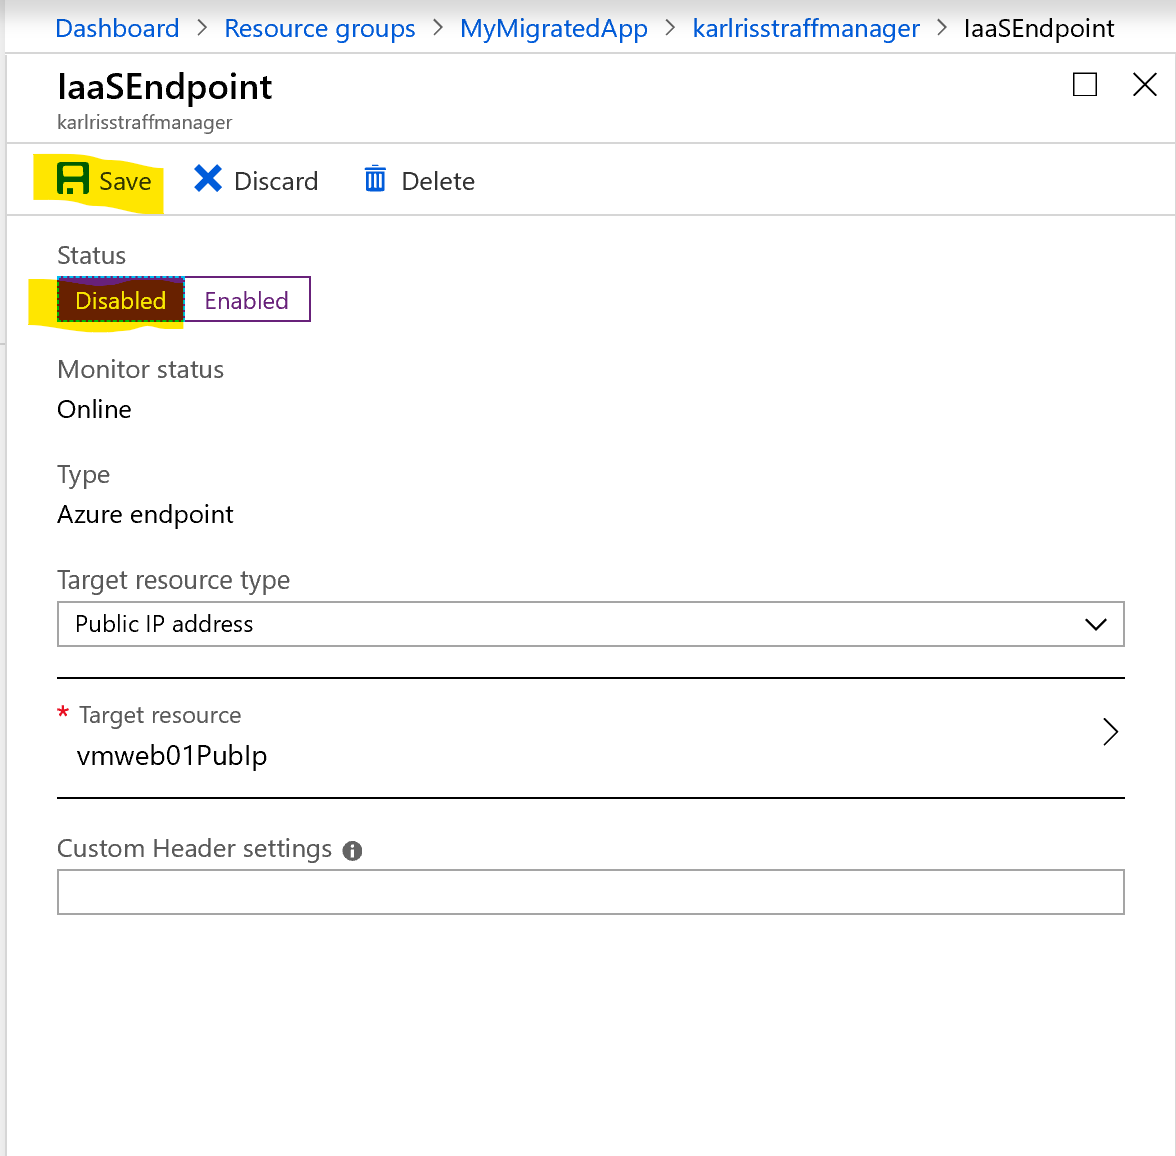 Dashboard > Resource groups > MyMigratedApp > karlrisstraffmanager > IaaSEndpoint
IaaSEndpoint
karlrisstraffmanager
Save Discard Delete
Status
Disabled Enabled
Monitor status
Online
Type
Azure endpoint
Target resource type
Public IP address
* Target resource
vmweb01PubIp
Custom Header settings